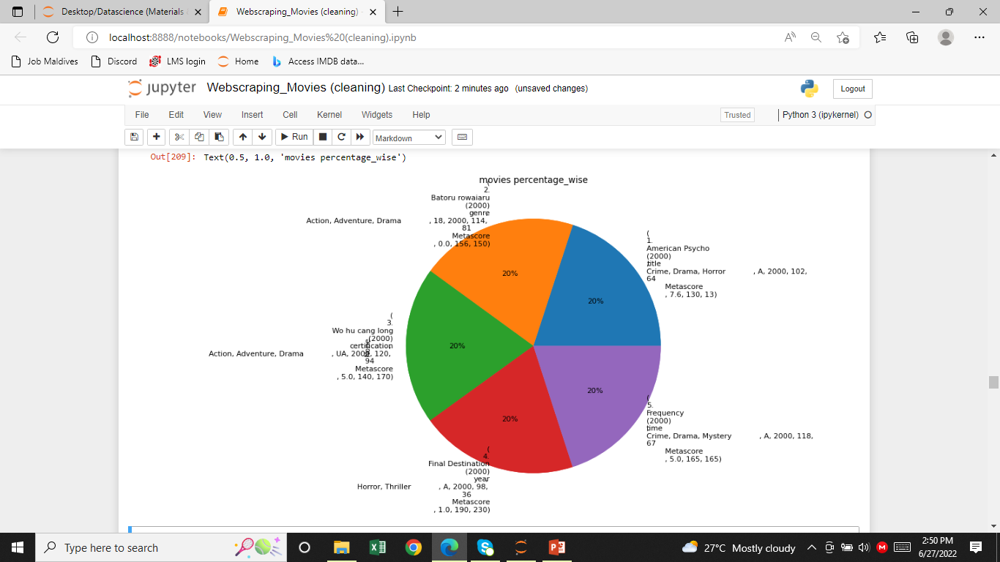 Desktop/Datascience (Materials
Webscraping_Movies (cleaning)
localhost:8888/notebooks/Webscraping_Movies%20(cleaning).ipynb
Job Maldives
Discord
LMS login
Home
Access IMDB data...
jupyter
Webscraping_Movies (cleaning) Last Checkpoint: 2 minutes ago (unsaved changes)
Logout
File Edit View Insert Cell Kernel Widgets Help
Trusted
Python 3 (ipykernel)
Run
Markdown
Out[209]: Text(0.5, 1.0, 'movies percentage_wise')
movies percentage_wise
(
2.
Batoru rowaiaru
(2000)
genre
Action, Adventure, Drama , 18, 2000, 114,
81
Metascore
, 0.0, 156, 150)
(
1.
American Psycho
(2000)
title
Crime, Drama, Horror , A, 2000, 102,
64
Metascore
, 7.6, 130, 13)
20%
20%
(
3.
Wo hu cang long
(2000)
certification
Action, Adventure, Drama , UA, 2000, 120,
94
Metascore
, 5.0, 140, 170)
20%
20%
20%
(
5.
Frequency
(2000)
time
Crime, Drama, Mystery , A, 2000, 118,
67
Metascore
, 5.0, 165, 165)
(
4.
Final Destination
(2000)
year
Horror, Thriller , A, 2000, 98,
36
Metascore
, 1.0, 190, 230)
Type here to search
27°C Mostly cloudy
2:50 PM
6/27/2022